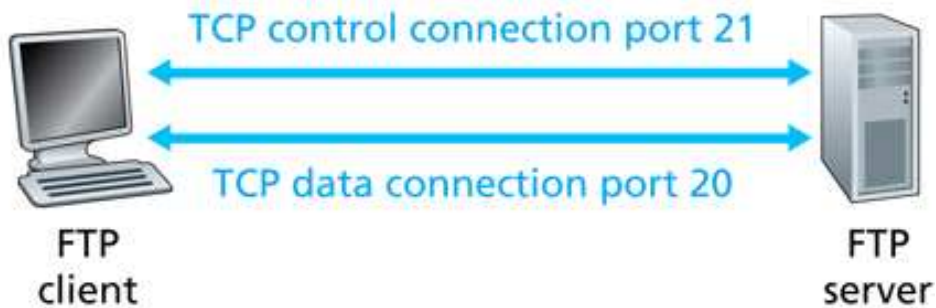 TCP control connection port 21
TCP data connection port 20
FTP
client
FTP
server